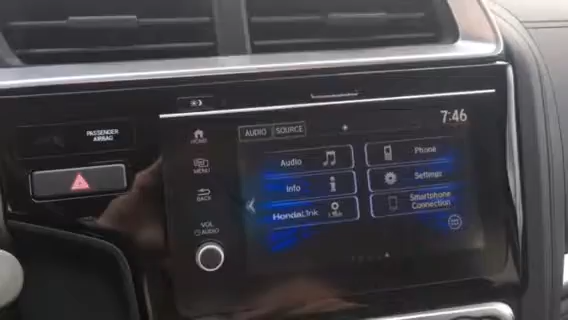 PASSENGER
AIRBAG
HOME
MENU
BACK
VOL
AUDIO
AUDIO SOURCE
7:46
Audio
Phone
Info
Settings
HondaLink
Smartphone
Connection